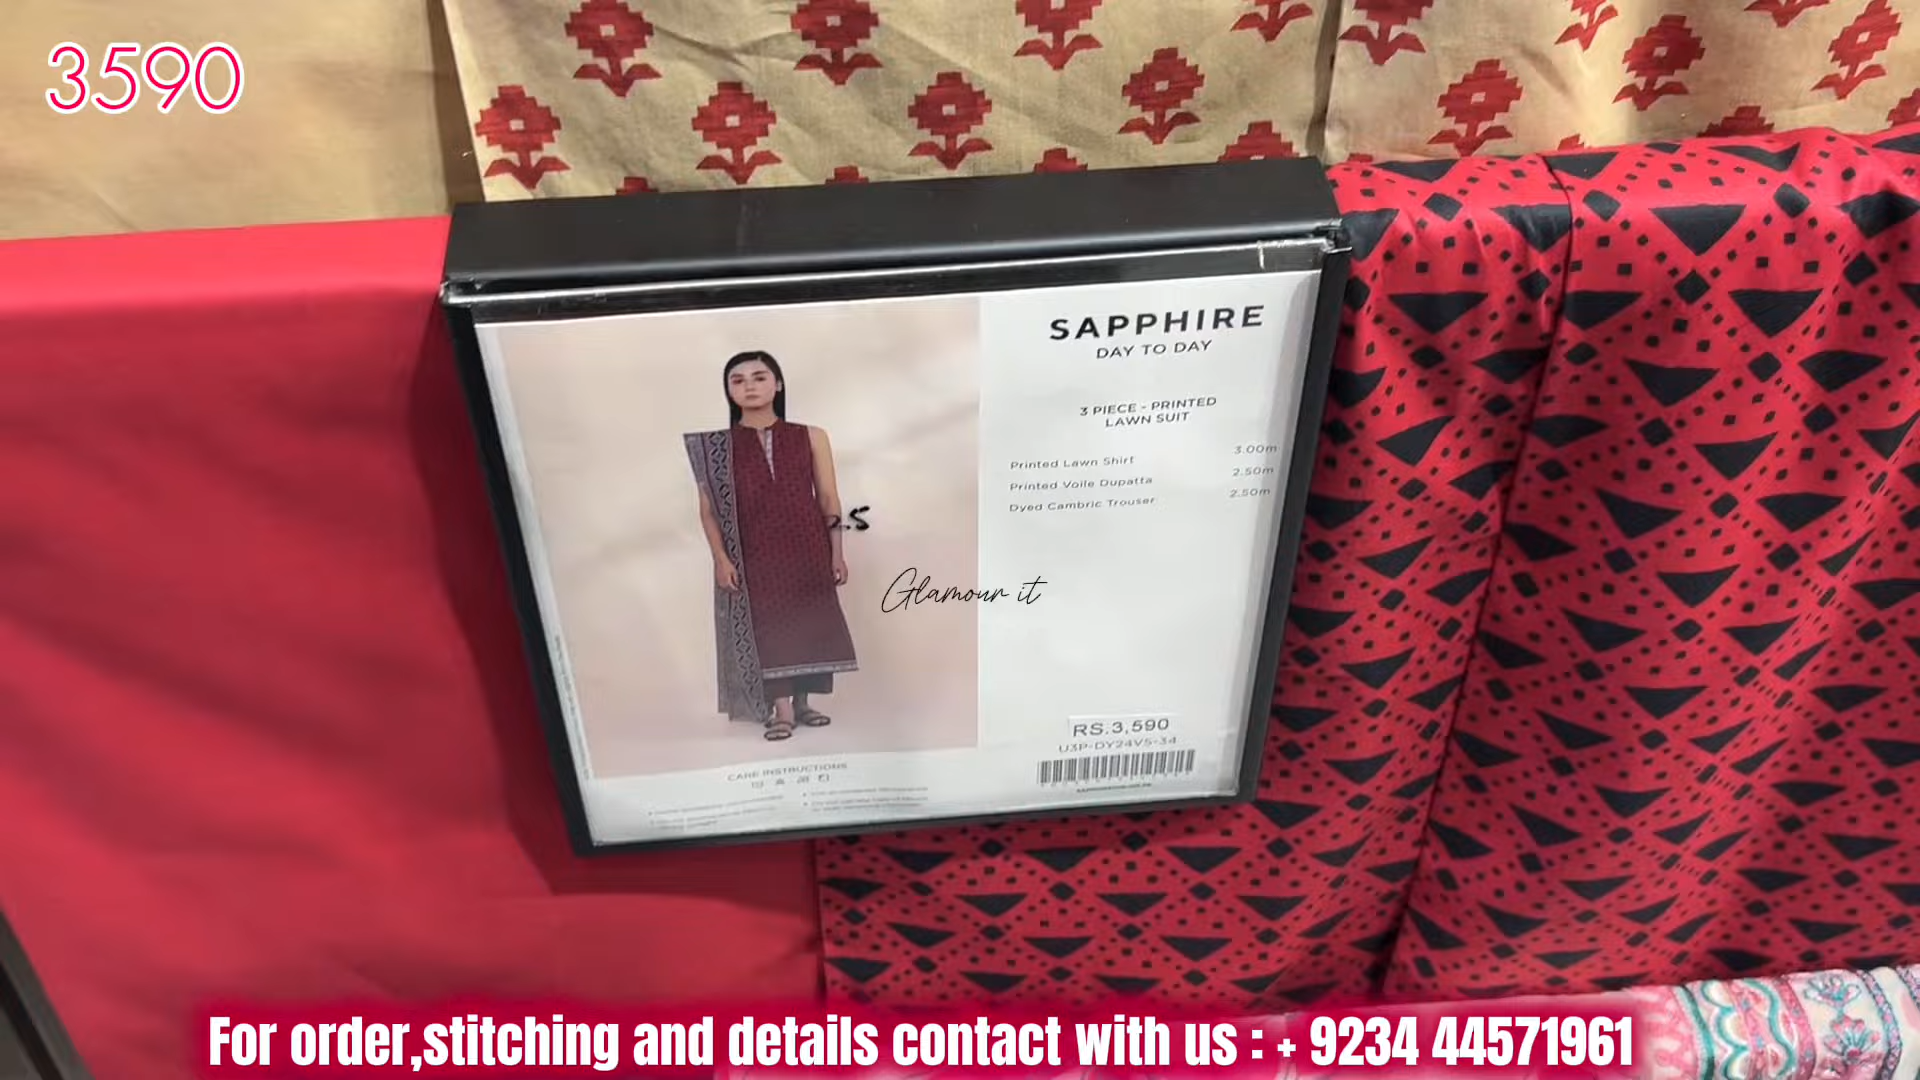 3590
SAPPHIRE
DAY TO DAY
3 PIECE - PRINTED
LAWN SUIT
Printed Lawn Shirt 3.00m
Printed Voile Dupatta 2.50m
Dyed Cambric Trouser 2.50m
25
Glamour it
RS.3,590
U3P-DY24V5-34
CARE INSTRUCTIONS
For order,stitching and details contact with us : + 9234 44571961